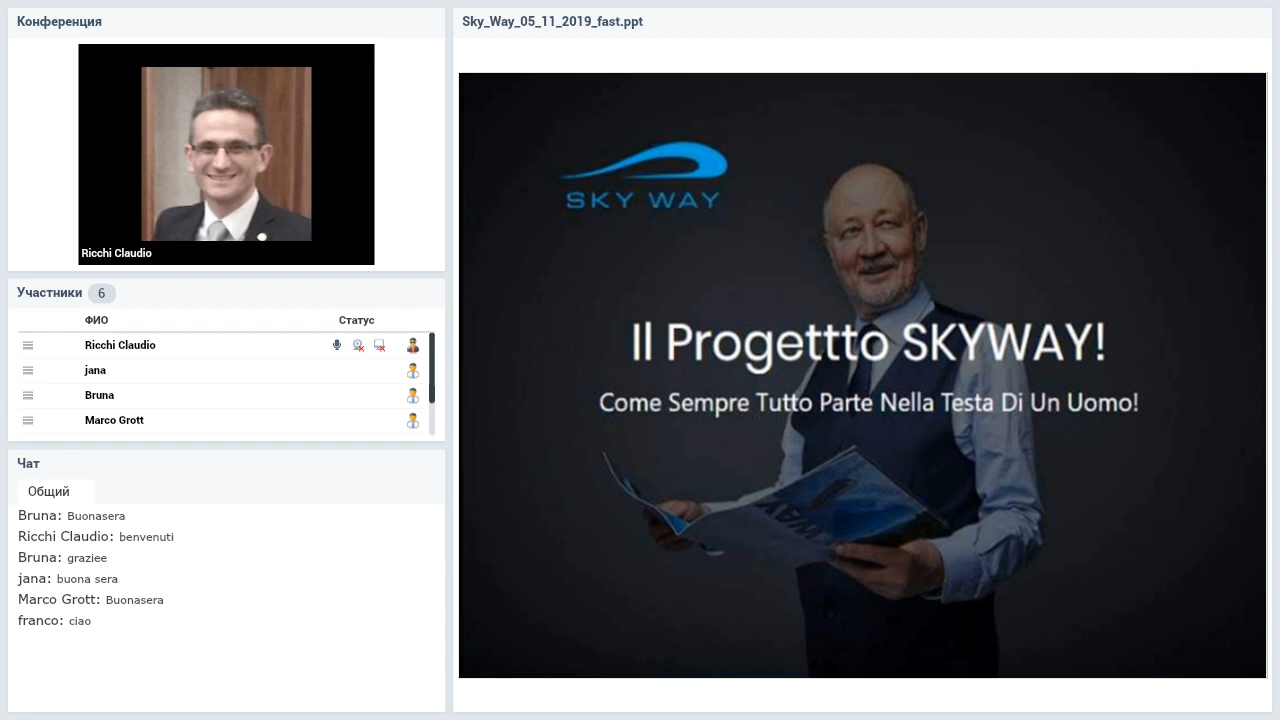 Конференция
Ricchi Claudio
Участники 6
ФИО Статус
Ricchi Claudio
jana
Bruna
Marco Grott
Чат
Общий
Bruna: Buonasera
Ricchi Claudio: benvenuti
Bruna: graziee
jana: buona sera
Marco Grott: Buonasera
franco: ciao
Sky_Way_05_11_2019_fast.ppt
SKY WAY
Il Progettto SKYWAY!
Come Sempre Tutto Parte Nella Testa Di Un Uomo!